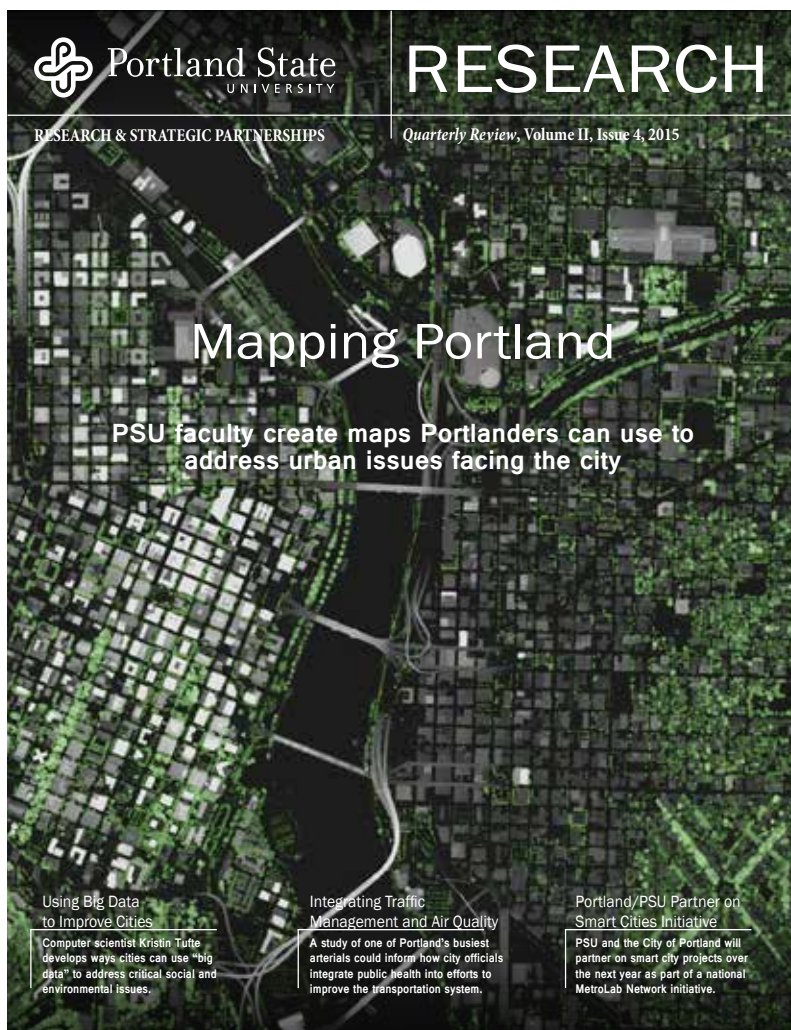 Portland State
UNIVERSITY
RESEARCH
RESEARCH & STRATEGIC PARTNERSHIPS
Quarterly Review, Volume II, Issue 4, 2015
Mapping Portland
PSU faculty create maps Portlanders can use to
address urban issues facing the city
Using Big Data
to Improve Cities
Computer scientist Kristin Tufte
develops ways cities can use “big
data” to address critical social and
environmental issues.
Integrating Traffic
Management and Air Quality
A study of one of Portland’s busiest
arterials could inform how city officials
integrate public health into efforts to
improve the transportation system.
Portland/PSU Partner on
Smart Cities Initiative
PSU and the City of Portland will
partner on smart city projects over
the next year as part of a national
MetroLab Network initiative.